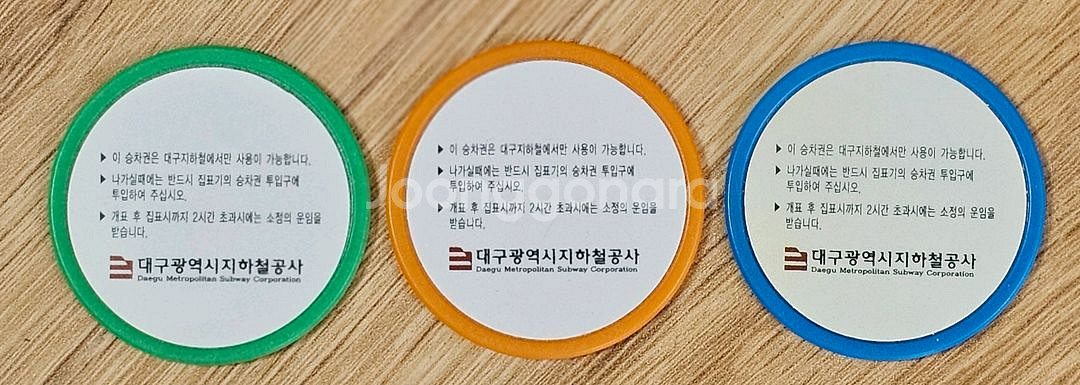 ▶ 이 승차권은 대구지하철에서만 사용이 가능합니다.
▶ 나가실때에는 반드시 집표기의 승차권 투입구에
투입하여 주십시오.
▶ 개표 후 집표시까지 2시간 초과시에는 소정의 운임을
받습니다.
대구광역시지하철공사
Daegu Metropolitan Subway Corporation
▶ 이 승차권은 대구지하철에서만 사용이 가능합니다.
▶ 나가실때에는 반드시 집표기의 승차권 투입구에
투입하여 주십시오.
▶ 개표 후 집표시까지 2시간 초과시에는 소정의 운임을
받습니다.
대구광역시지하철공사
Daegu Metropolitan Subway Corporation
▶ 이 승차권은 대구지하철에서만 사용이 가능합니다.
▶ 나가실때에는 반드시 집표기의 승차권 투입구에
투입하여 주십시오.
▶ 개표 후 집표시까지 2시간 초과시에는 소정의 운임을
받습니다.
대구광역시지하철공사
Daegu Metropolitan Subway Corporation
Joonggonara